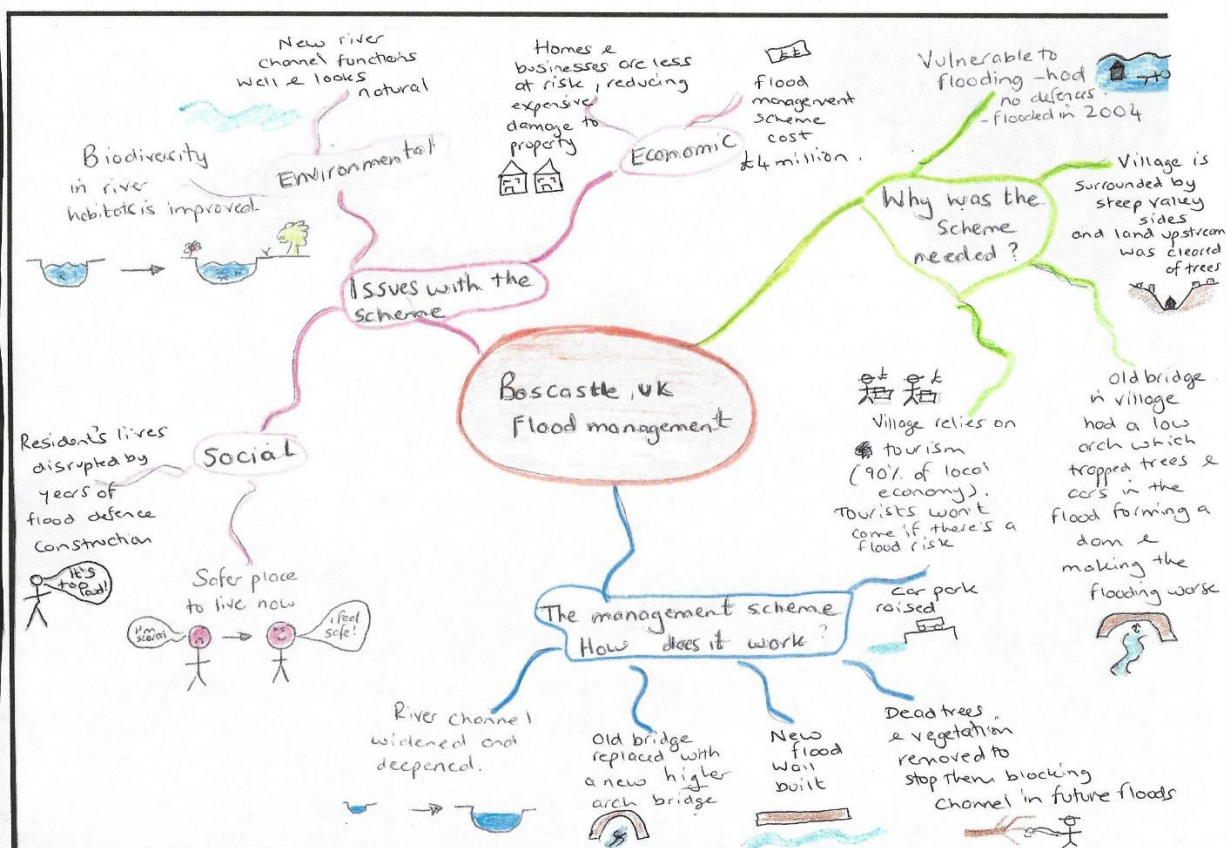 Boscastle, UK
Flood management
Issues with the
scheme
Environmental
New river
channel functions
well & looks
natural
Biodiversity
in river
habitats is improved.
Economic
Homes &
businesses are less
at risk, reducing
expensive
damage to
property
££
flood
management
scheme
cost
£4 million.
Social
Resident's lives
disrupted by
years of
flood defence
construction
It's
too
loud!
Safer place
to live now
I'm
scared
I feel
safe!
Why was the
scheme
needed?
Vulnerable to
flooding - had
no defences
- flooded in 2004
Village is
surrounded by
steep valley
sides
and land upstream
was cleared
of trees
Old bridge
in village
had a low
arch which
trapped trees &
cars in the
flood forming a
dam &
making the
flooding worse
Village relies on
tourism
(90% of local
economy).
Tourists won't
come if there's a
flood risk
The management scheme
How does it work?
Car park
raised
Dead trees
& vegetation
removed to
stop them blocking
channel in future floods
New
flood
wall
built
Old bridge
replaced with
a new higher
arch bridge
River channel
widened and
deepened.